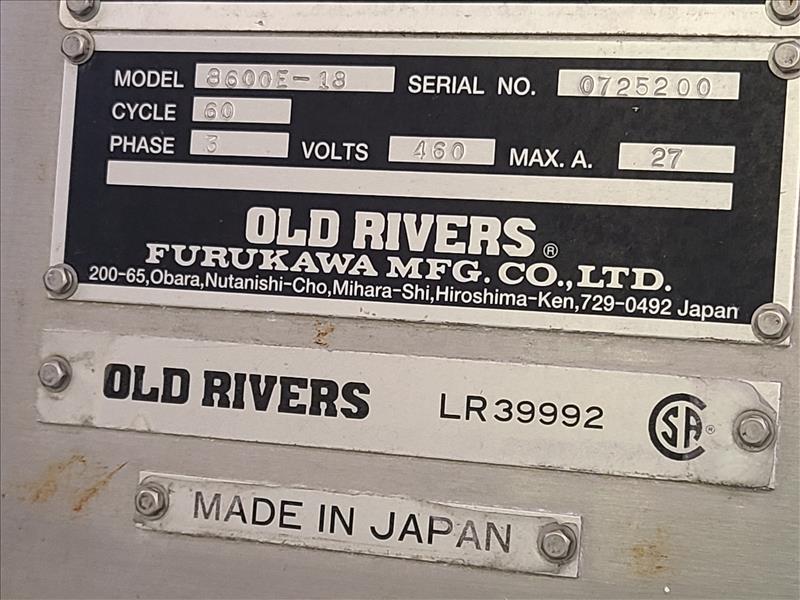 MODEL 8600E-18 SERIAL NO. 0725200
CYCLE 60
PHASE 3 VOLTS 460 MAX. A. 27
OLD RIVERS ®
FURUKAWA MFG. CO.,LTD.
200-65,Obara,Nutanishi-Cho,Mihara-Shi,Hiroshima-Ken,729-0492 Japan
OLD RIVERS LR39992 CSA ®
MADE IN JAPAN